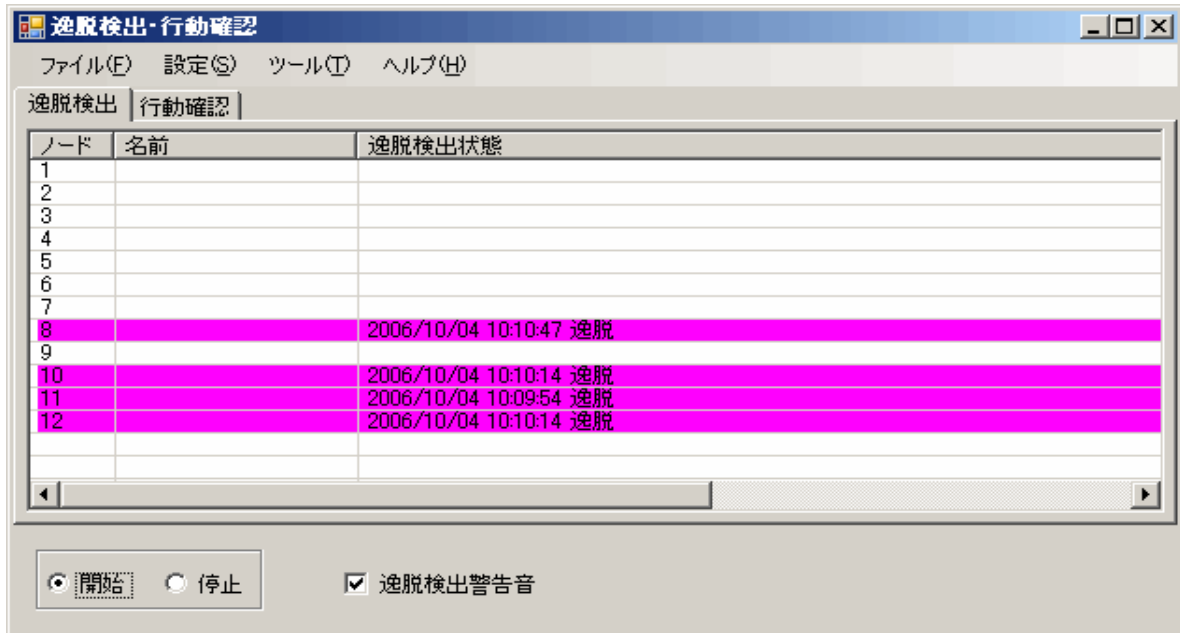 逸脱検出・行動確認
ファイル(F) 設定(S) ツール(T) ヘルプ(H)
逸脱検出 行動確認
ノード 名前 逸脱検出状態
1
2
3
4
5
6
7
8 2006/10/04 10:10:47 逸脱
9
10 2006/10/04 10:10:14 逸脱
11 2006/10/04 10:09:54 逸脱
12 2006/10/04 10:10:14 逸脱
開始 停止 逸脱検出警告音